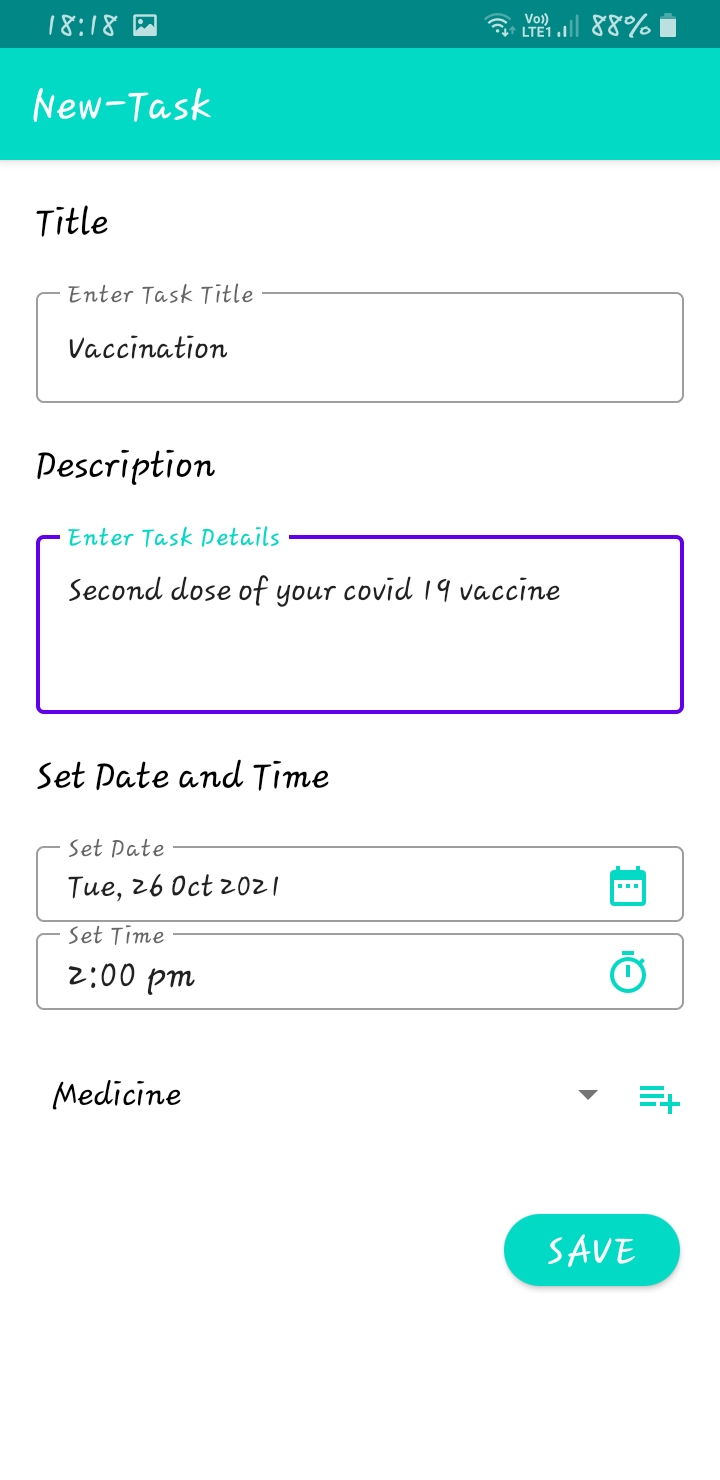 18:18 Vo)) LTE1 88%
New-Task
Title
Enter Task Title
Vaccination
Description
Enter Task Details
Second dose of your covid 19 vaccine
Set Date and Time
Set Date
Tue, 26 Oct 2021
Set Time
2:00 pm
Medicine
SAVE